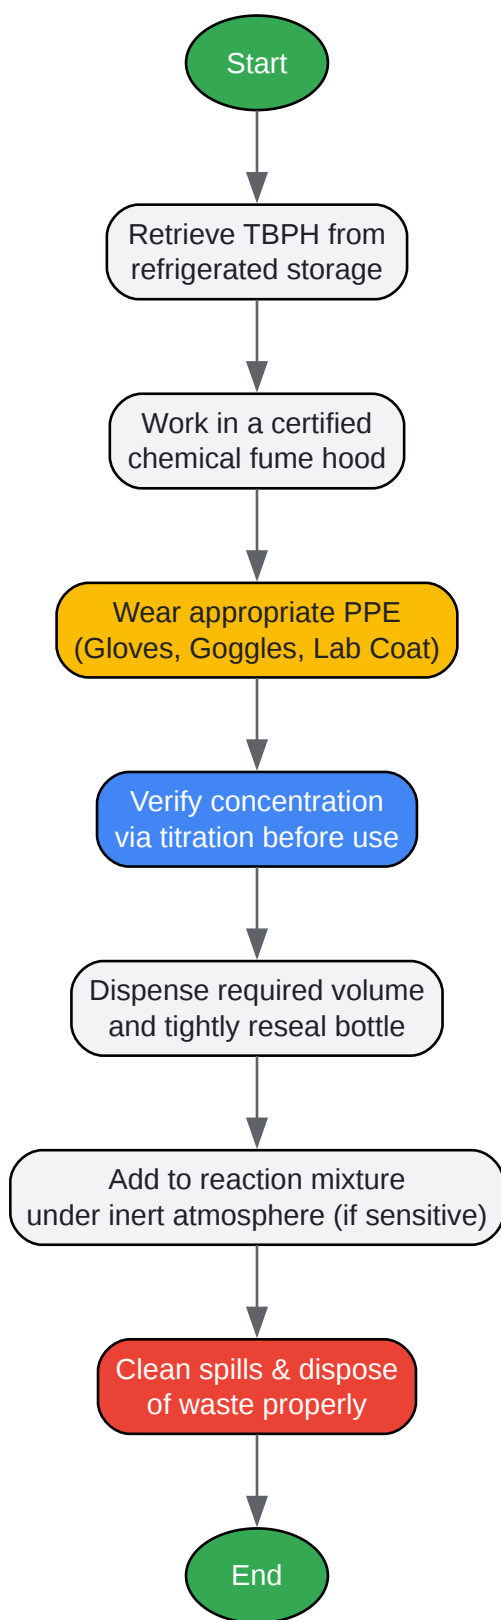 Start
Retrieve TBPH from
refrigerated storage
Work in a certified
chemical fume hood
Wear appropriate PPE
(Gloves, Goggles, Lab Coat)
Verify concentration
via titration before use
Dispense required volume
and tightly reseal bottle
Add to reaction mixture
under inert atmosphere (if sensitive)
Clean spills & dispose
of waste properly
End